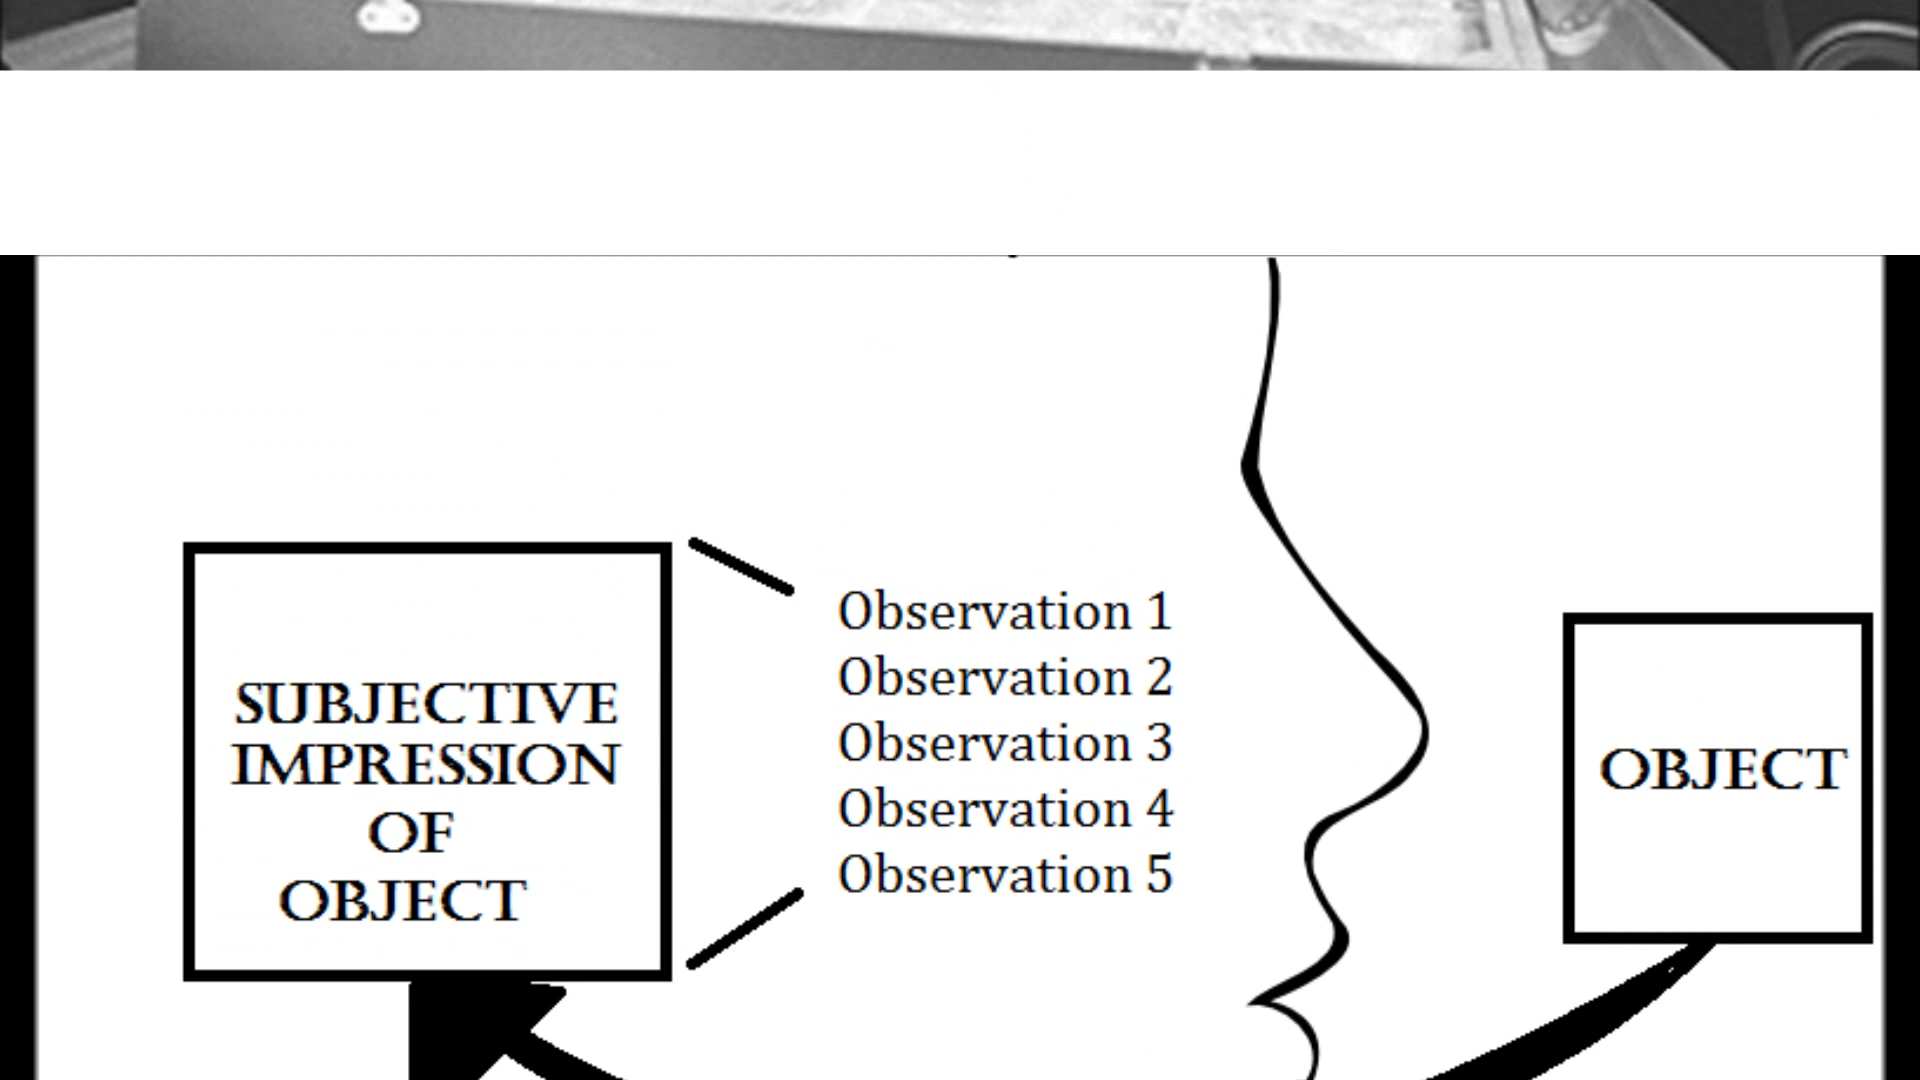 SUBJECTIVE
IMPRESSION
OF
OBJECT
Observation 1
Observation 2
Observation 3
Observation 4
Observation 5
OBJECT